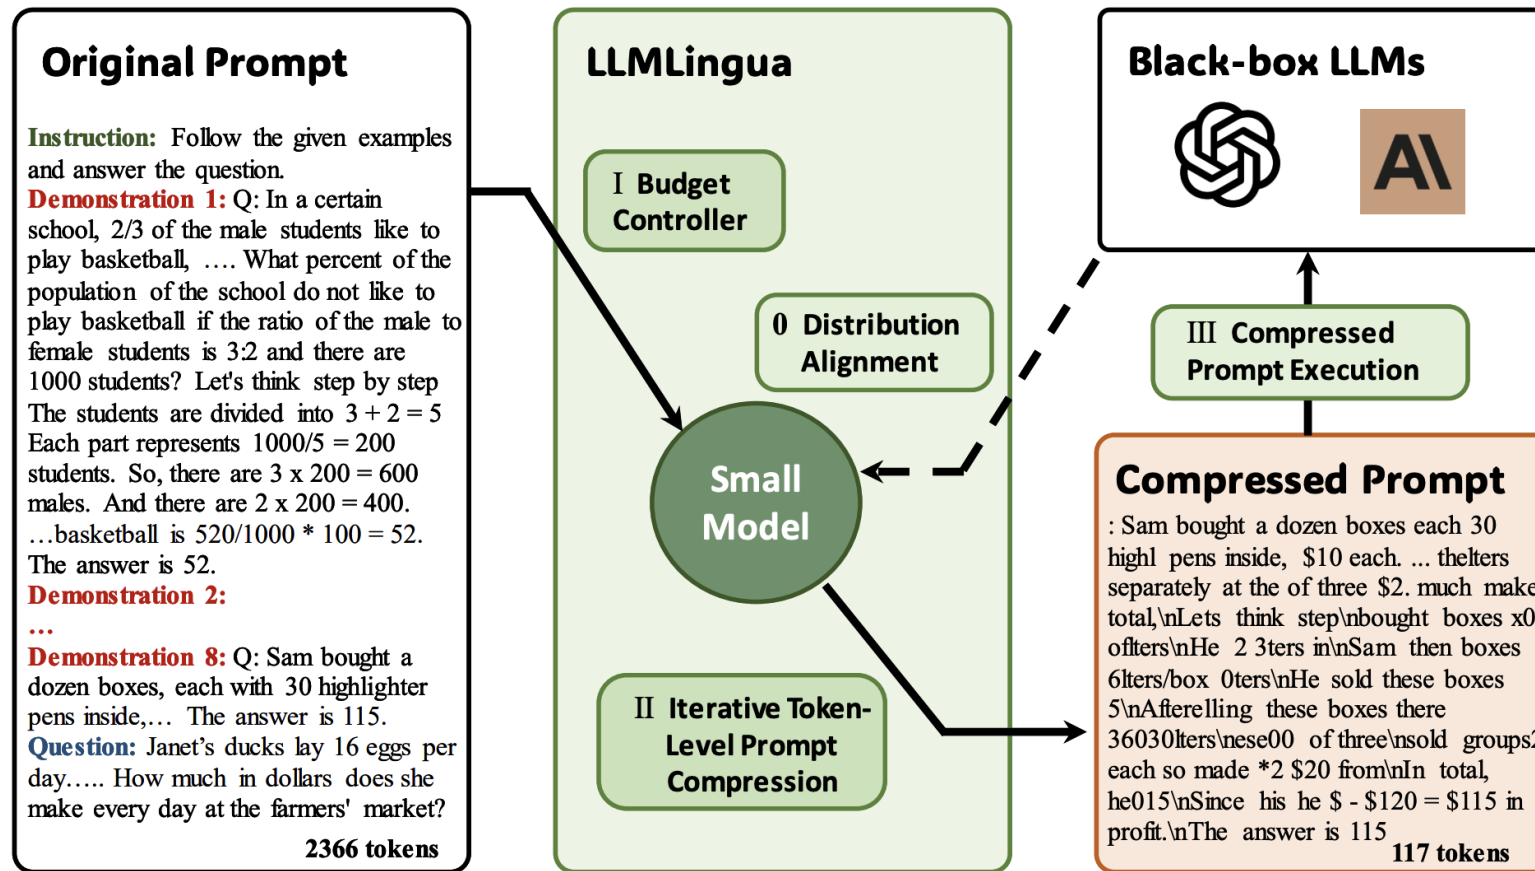 Original Prompt
Instruction: Follow the given examples
and answer the question.
Demonstration 1: Q: In a certain
school, 2/3 of the male students like to
play basketball, …. What percent of the
population of the school do not like to
play basketball if the ratio of the male to
female students is 3:2 and there are
1000 students? Let's think step by step
The students are divided into 3 + 2 = 5
Each part represents 1000/5 = 200
students. So, there are 3 x 200 = 600
males. And there are 2 x 200 = 400.
…basketball is 520/1000 * 100 = 52.
The answer is 52.
Demonstration 2:
…
Demonstration 8: Q: Sam bought a
dozen boxes, each with 30 highlighter
pens inside,… The answer is 115.
Question: Janet’s ducks lay 16 eggs per
day….. How much in dollars does she
make every day at the farmers' market?
2366 tokens
LLMLingua
I Budget
Controller
0 Distribution
Alignment
Small
Model
II Iterative Token-
Level Prompt
Compression
Black-box LLMs
A\
III Compressed
Prompt Execution
Compressed Prompt
: Sam bought a dozen boxes each 30
highl pens inside, $10 each. ... thelters
separately at the of three $2. much make
total,\nLets think step\nbought boxes x0
oflters\nHe 2 3ters in\nSam then boxes
6lters/box 0ters\nHe sold these boxes
5\nAfterelling these boxes there
36030lters\nese00 of three\nsold groups2
each so made *2 $20 from\nIn total,
he015\nSince his he $ - $120 = $115 in
profit.\nThe answer is 115
117 tokens